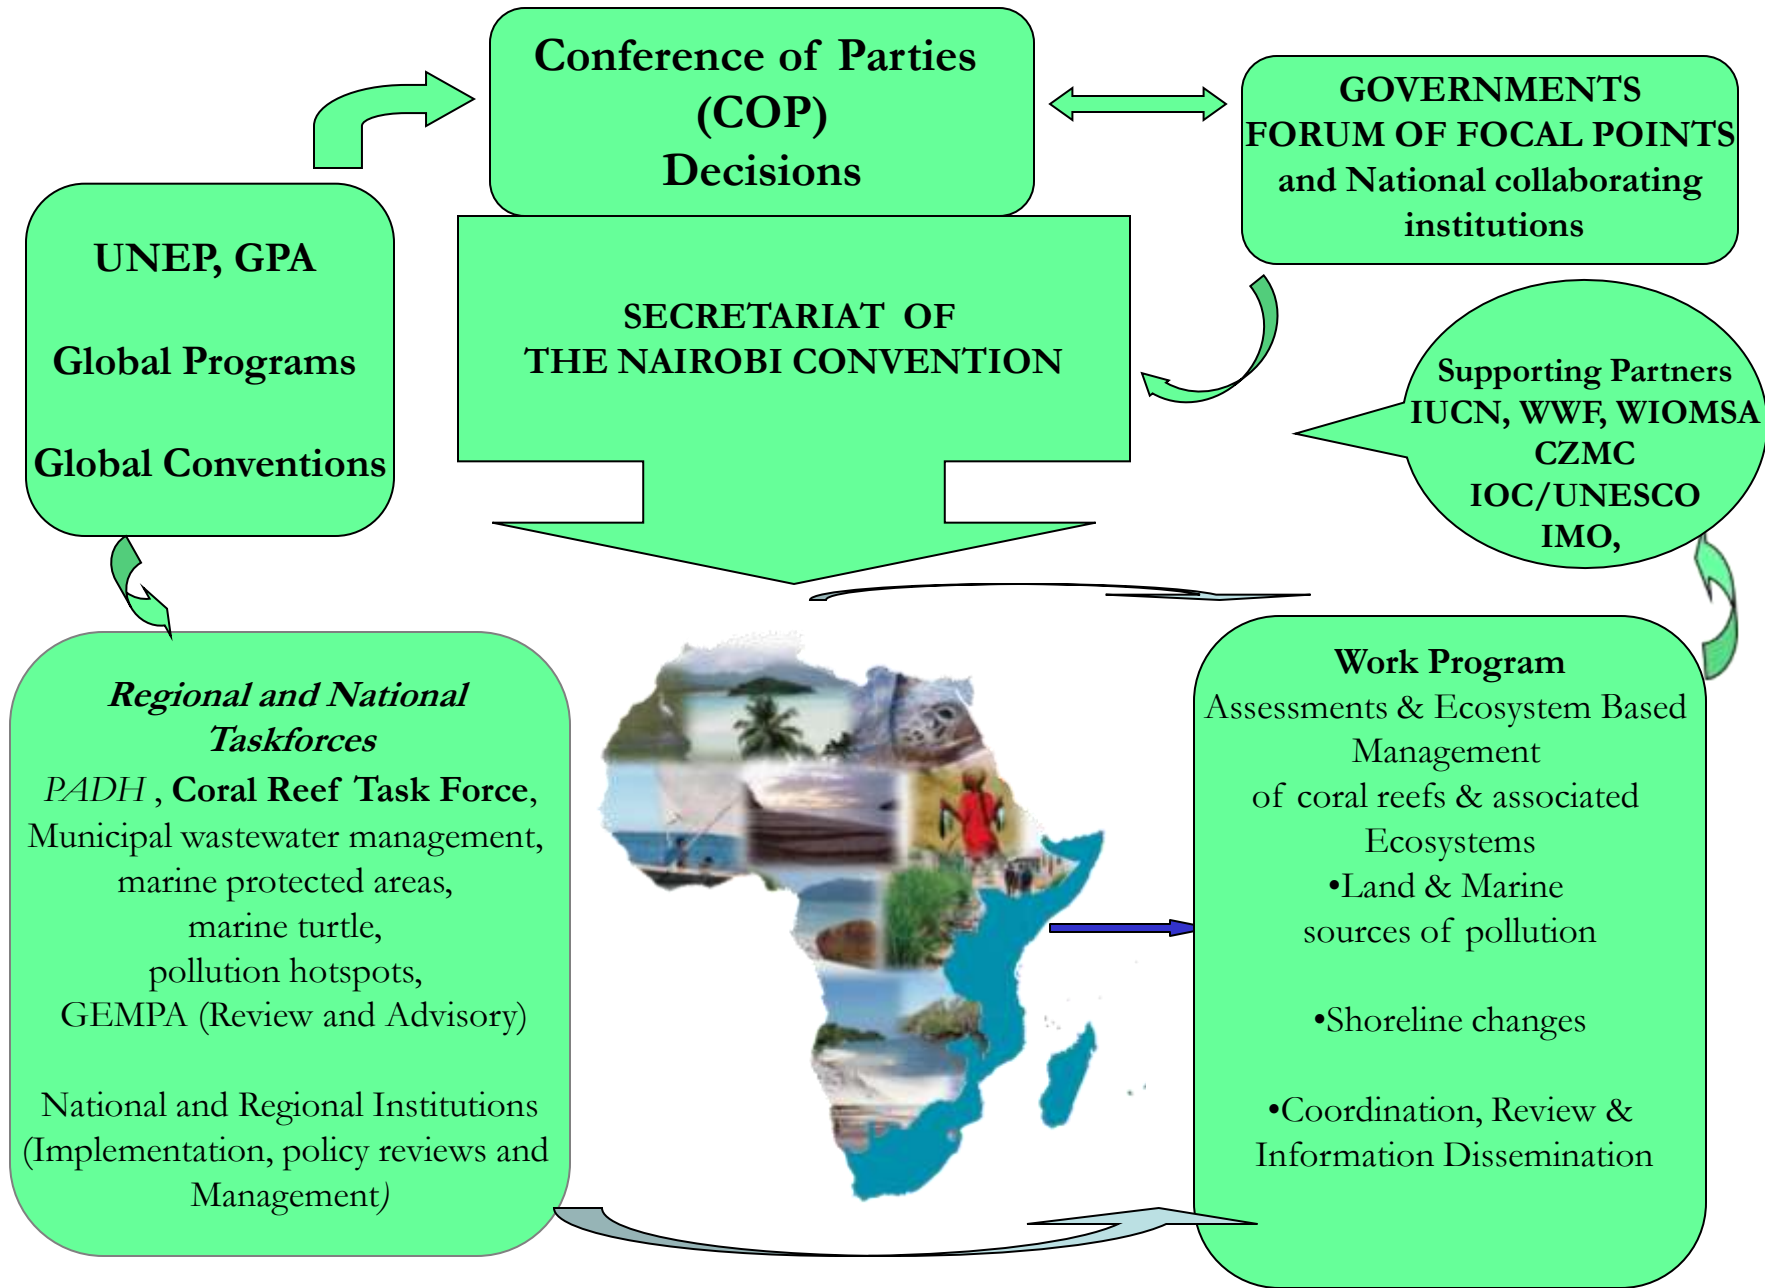 Conference of Parties
(COP)
Decisions
GOVERNMENTS
FORUM OF FOCAL POINTS
and National collaborating
institutions
UNEP, GPA
Global Programs
Global Conventions
SECRETARIAT OF
THE NAIROBI CONVENTION
Supporting Partners
IUCN, WWF, WIOMSA
CZMC
IOC/UNESCO
IMO,
Regional and National
Taskforces
PADH , Coral Reef Task Force,
Municipal wastewater management,
marine protected areas,
marine turtle,
pollution hotspots,
GEMPA (Review and Advisory)
National and Regional Institutions
(Implementation, policy reviews and
Management)
Work Program
Assessments & Ecosystem Based
Management
of coral reefs & associated
Ecosystems
•Land & Marine
sources of pollution
•Shoreline changes
•Coordination, Review &
Information Dissemination